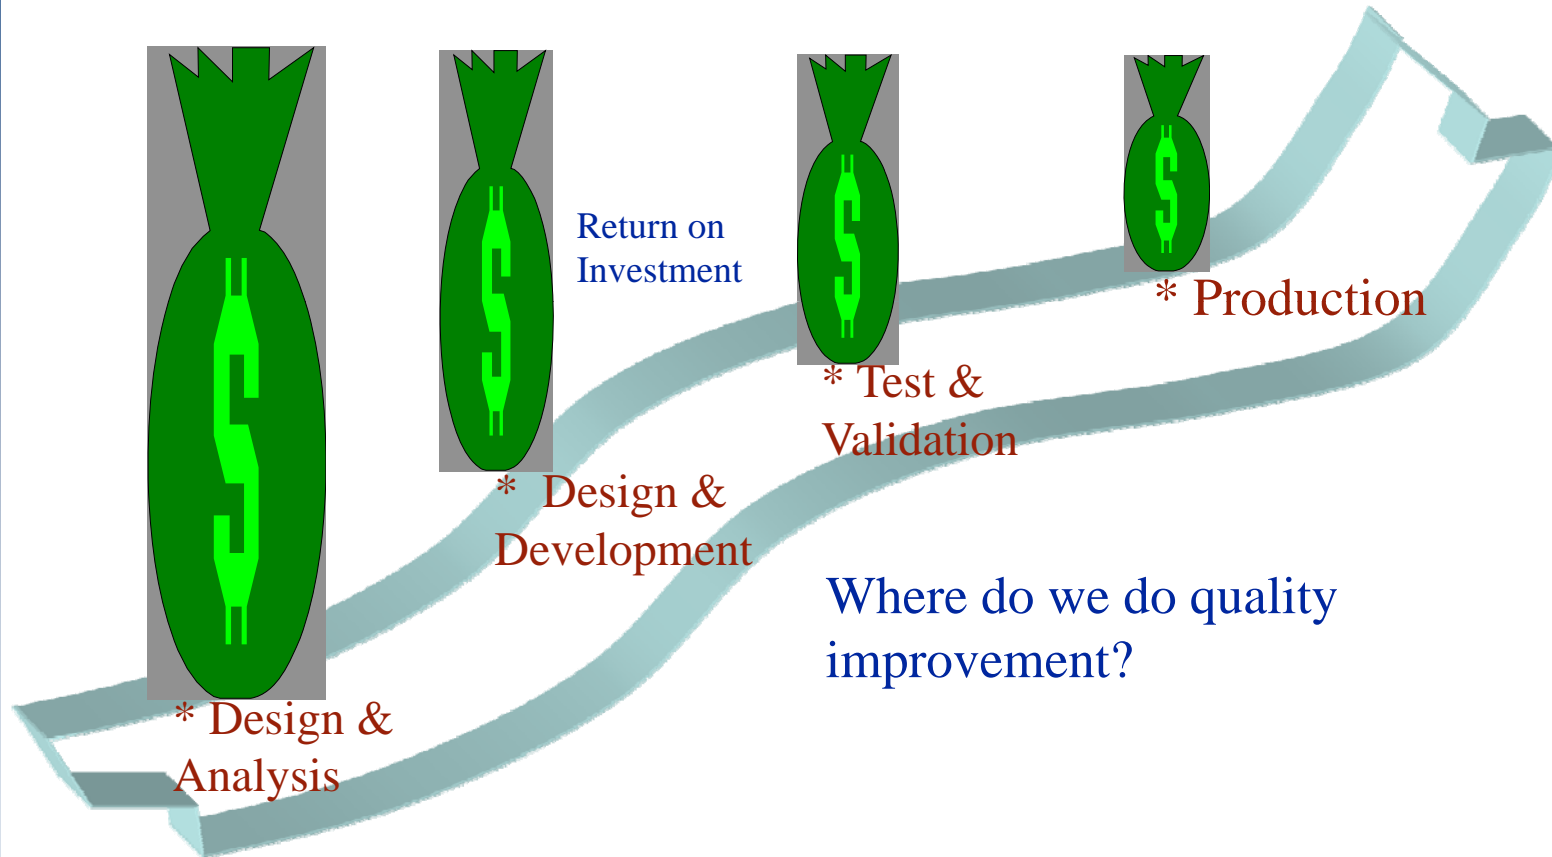 Return on
Investment
* Production
* Test &
Validation
* Design &
Development
Where do we do quality
improvement?
* Design &
Analysis
$
$
$
$